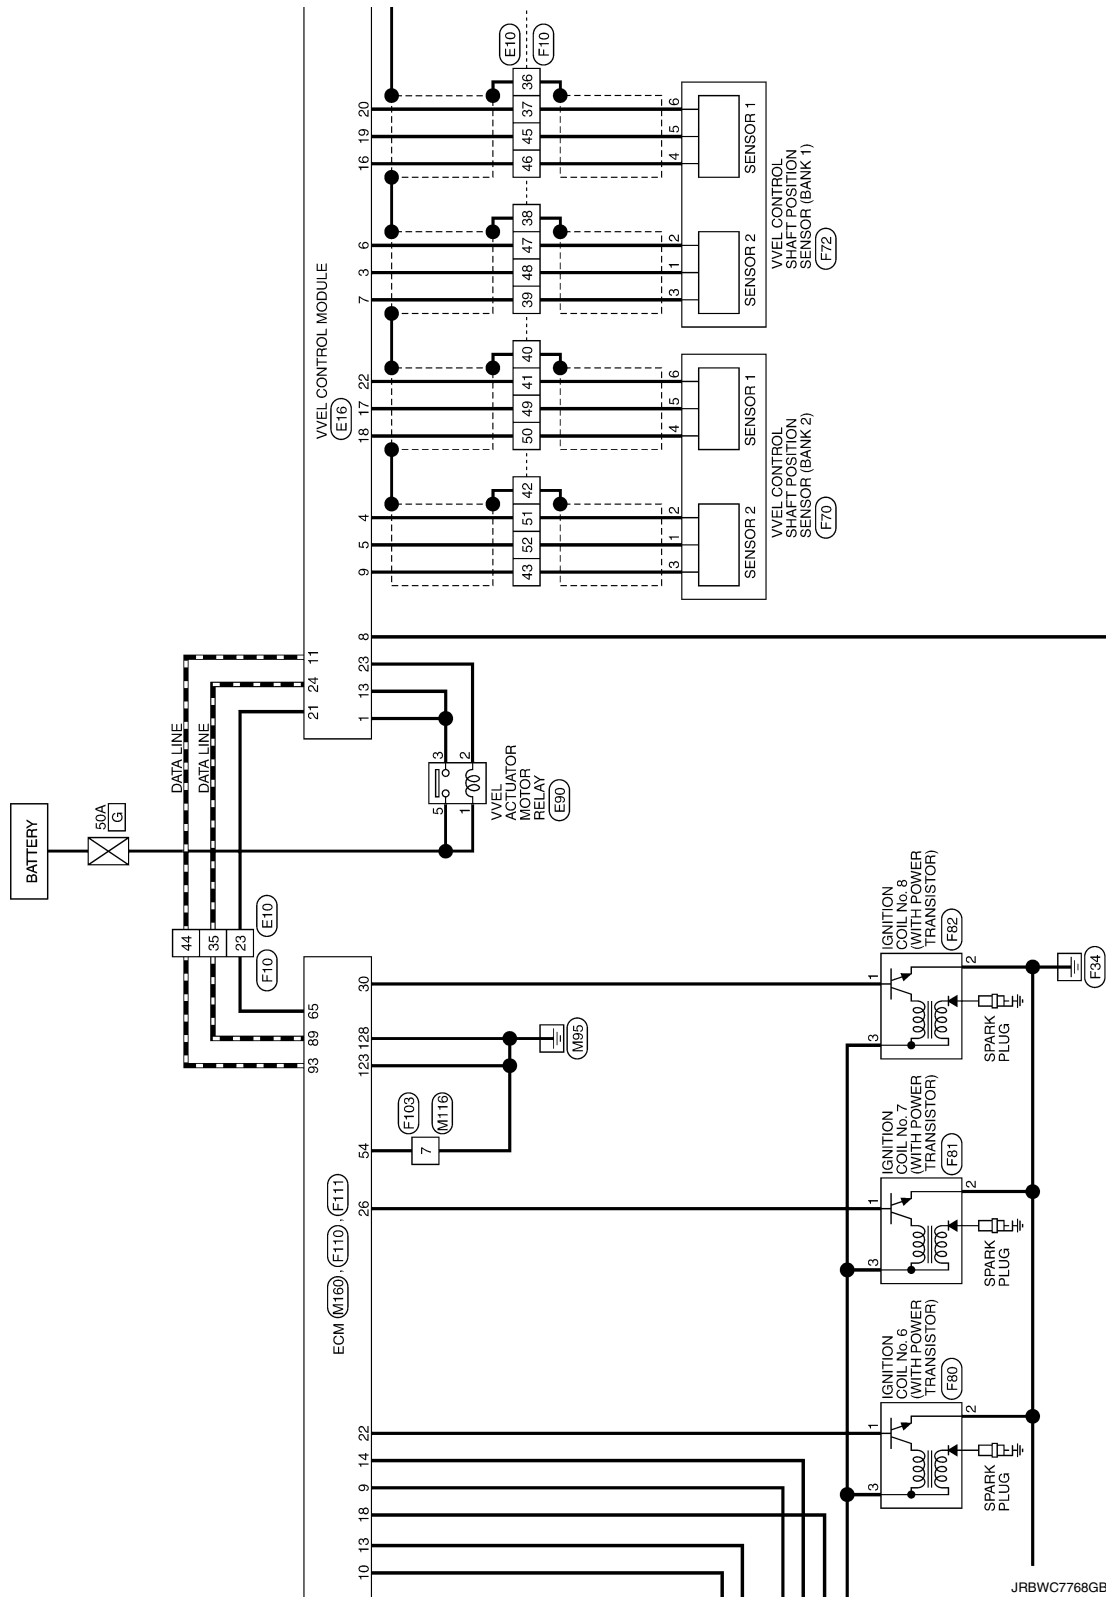 BATTERY
50A
G
DATA LINE
DATA LINE
44
35
23
F10
E10
93
89
65
21
24
11
ECM M160 , F110 , F111
VVEL CONTROL MODULE
E16
10
13
18
9
14
22
26
54
123
128
30
1
13
23
8
9
5
4
18
17
22
7
3
6
16
19
20
7
F103
M116
M95
5
3
1
2
VVEL
ACTUATOR
MOTOR
RELAY
E90
E10
F10
43
52
51
42
50
49
41
40
39
48
47
38
46
45
37
36
3
1
2
SENSOR 2
4
5
6
SENSOR 1
VVEL CONTROL
SHAFT POSITION
SENSOR (BANK 2)
F70
3
1
2
SENSOR 2
4
5
6
SENSOR 1
VVEL CONTROL
SHAFT POSITION
SENSOR (BANK 1)
F72
IGNITION
COIL No. 6
(WITH POWER
TRANSISTOR)
F80
3
1
2
SPARK
PLUG
IGNITION
COIL No. 7
(WITH POWER
TRANSISTOR)
F81
3
1
2
SPARK
PLUG
IGNITION
COIL No. 8
(WITH POWER
TRANSISTOR)
F82
3
1
2
SPARK
PLUG
F34
JRBWC7768GB